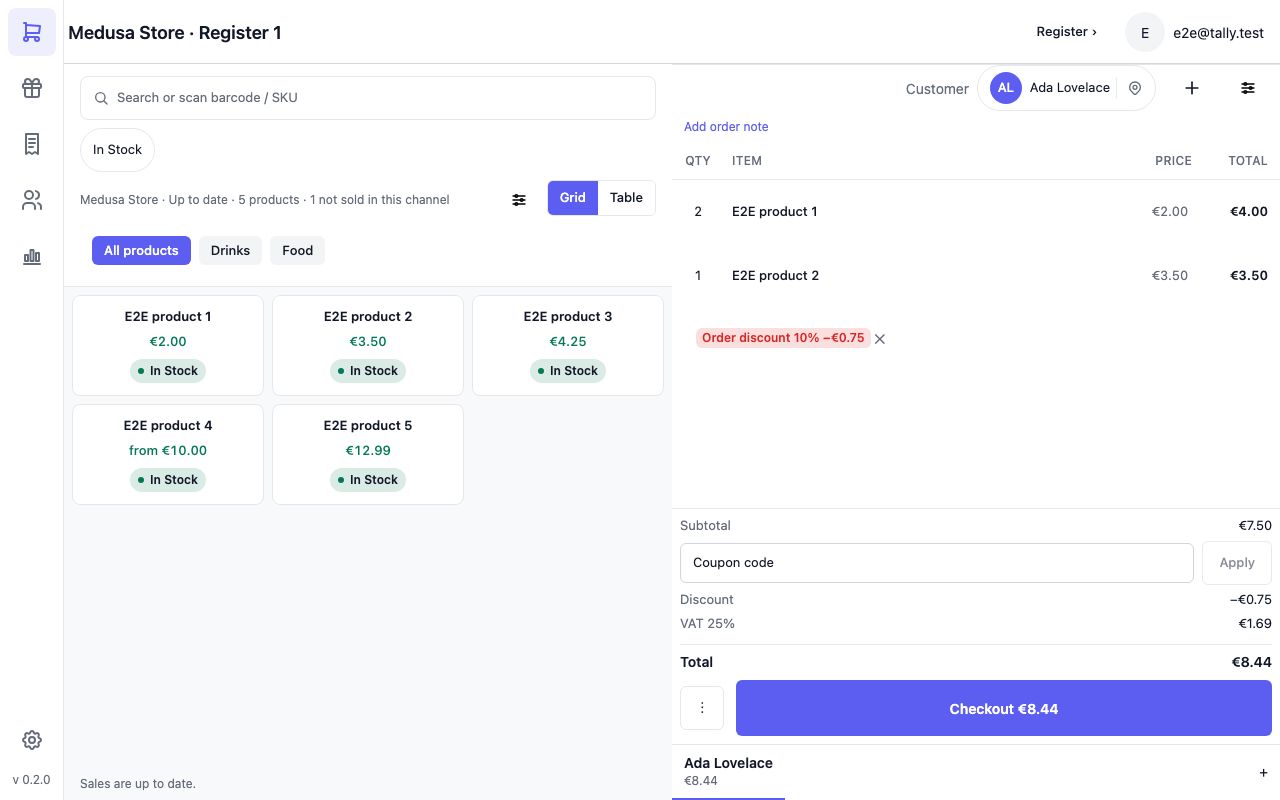 Medusa Store · Register 1
Register ›
E
e2e@tally.test
Search or scan barcode / SKU
In Stock
Medusa Store · Up to date · 5 products · 1 not sold in this channel
Grid
Table
All products
Drinks
Food
E2E product 1
€2.00
In Stock
E2E product 2
€3.50
In Stock
E2E product 3
€4.25
In Stock
E2E product 4
from €10.00
In Stock
E2E product 5
€12.99
In Stock
Sales are up to date.
v 0.2.0
Customer
AL
Ada Lovelace
Add order note
QTY ITEM PRICE TOTAL
2 E2E product 1 €2.00 €4.00
1 E2E product 2 €3.50 €3.50
Order discount 10% −€0.75
Subtotal €7.50
Coupon code
Apply
Discount −€0.75
VAT 25% €1.69
Total €8.44
Checkout €8.44
Ada Lovelace
€8.44
+